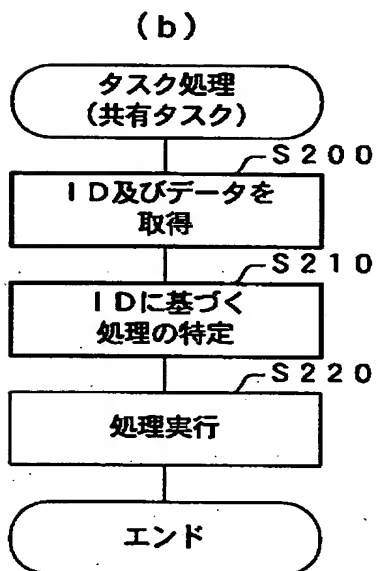 (b)
タスク処理
(共有タスク)
S200
ID及びデータを
取得
S210
IDに基づく
処理の特定
S220
処理実行
エンド